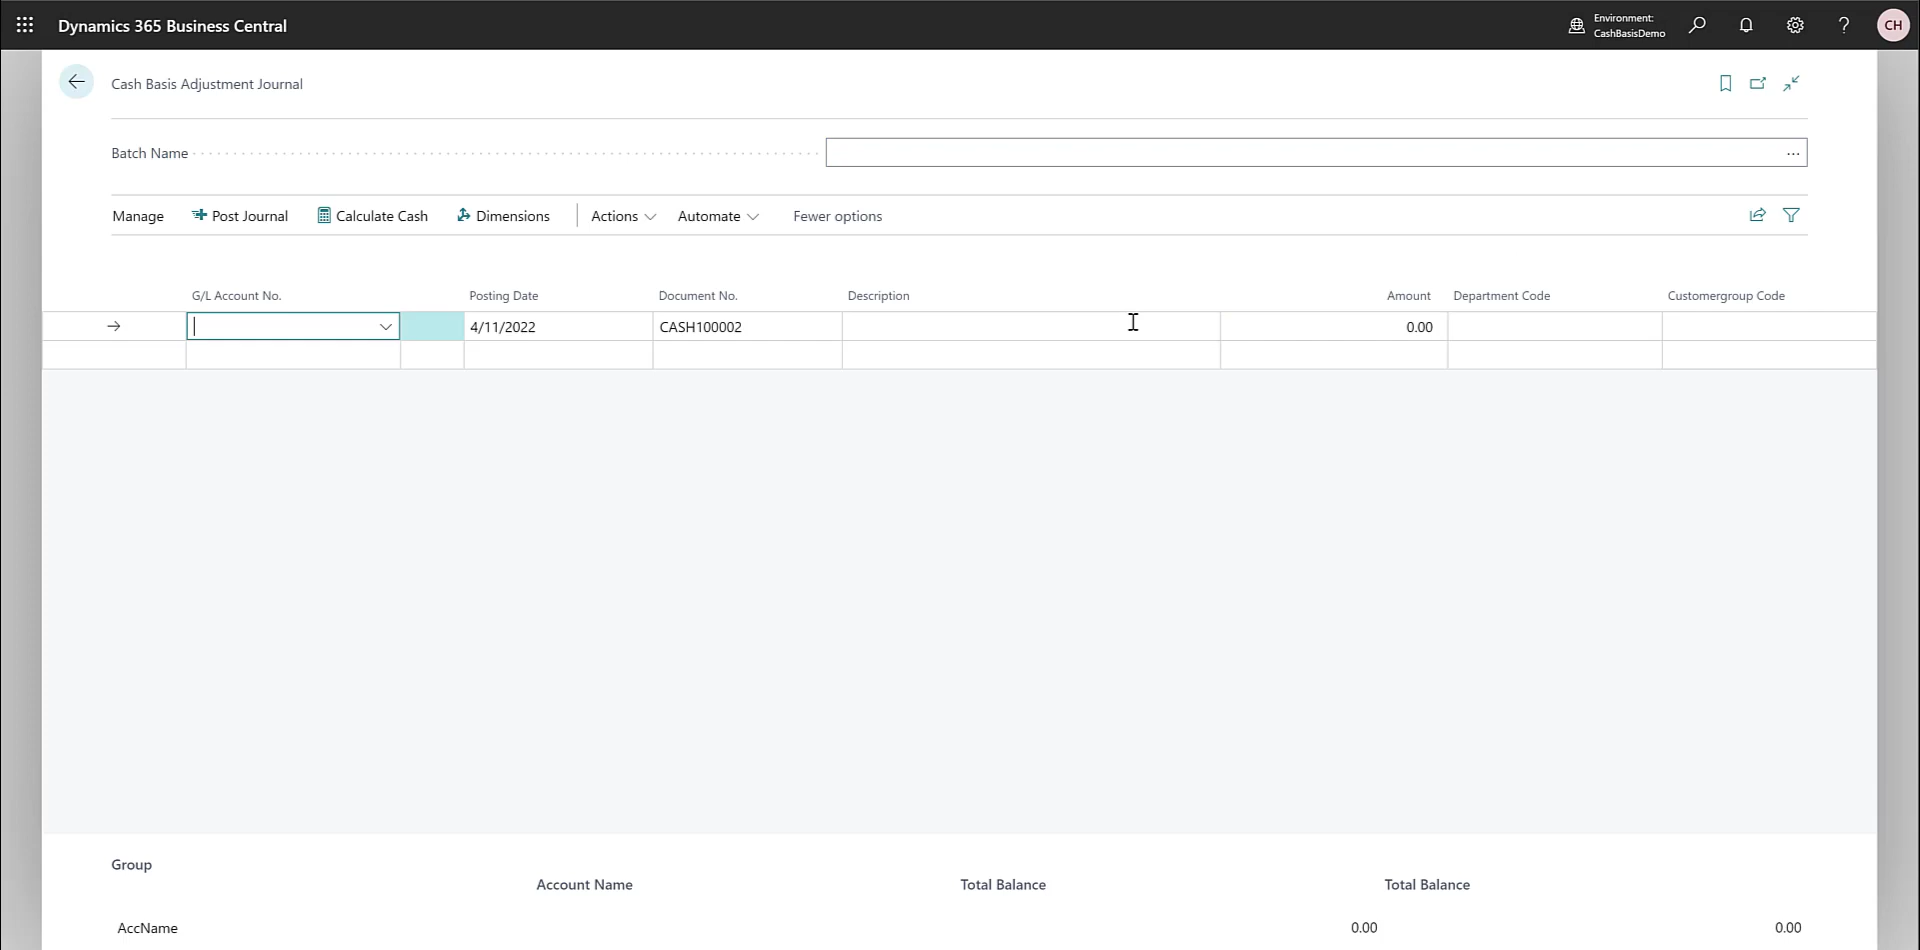 Dynamics 365 Business Central
Environment:
CashBasisDemo
?
CH
Cash Basis Adjustment Journal
Batch Name
...
Manage Post Journal Calculate Cash Dimensions Actions Automate Fewer options
G/L Account No. Posting Date Document No. Description Amount Department Code Customergroup Code
4/11/2022 CASH100002 0.00
Group
Account Name Total Balance Total Balance
AccName 0.00 0.00